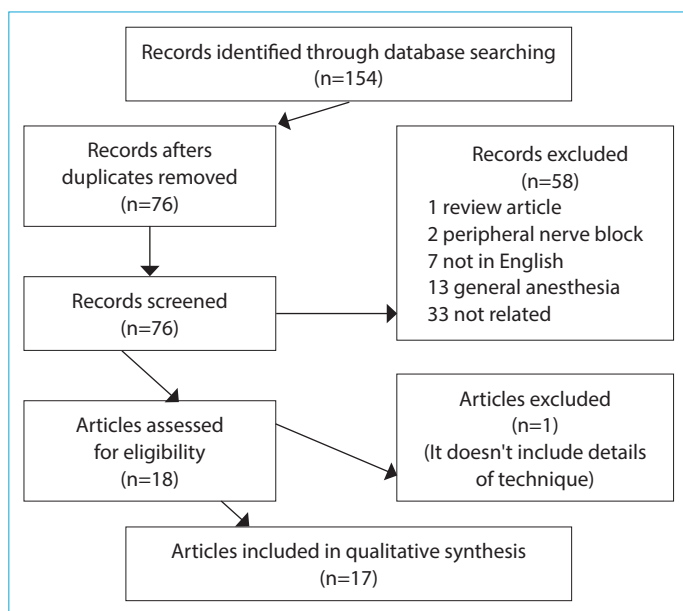 Records identified through database searching
(n=154)
Records afters
duplicates removed
(n=76)
Records excluded
(n=58)
1 review article
2 peripheral nerve block
7 not in English
13 general anesthesia
33 not related
Records screened
(n=76)
Articles assessed
for eligibility
(n=18)
Articles excluded
(n=1)
(It doesn't include details
of technique)
Articles included in qualitative synthesis
(n=17)